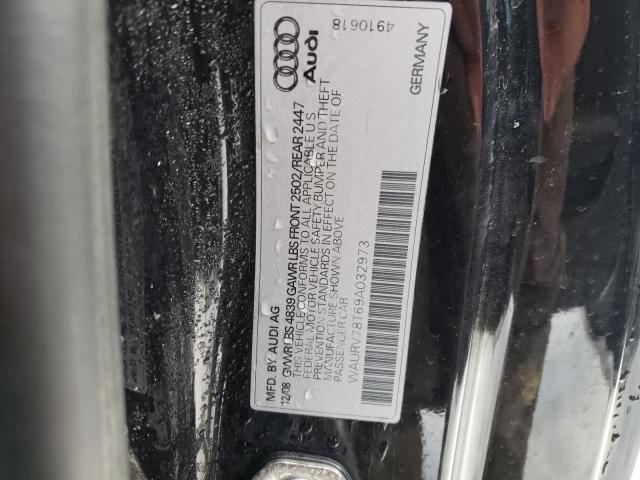 4910618
Audi
GERMANY
MFD. BY AUDI AG
12/08 GVWR LBS 4839 GAWR LBS FRONT 2502/REAR 2447
THIS VEHICLE CONFORMS TO ALL APPLICABLE U S
FEDERAL MOTOR VEHICLE SAFETY BUMPER AND THEFT
PREVENTION STANDARDS IN EFFECT ON THE DATE OF
MANUFACTURE SHOWN ABOVE
PASSENGER CAR
WAURV78T69A032973